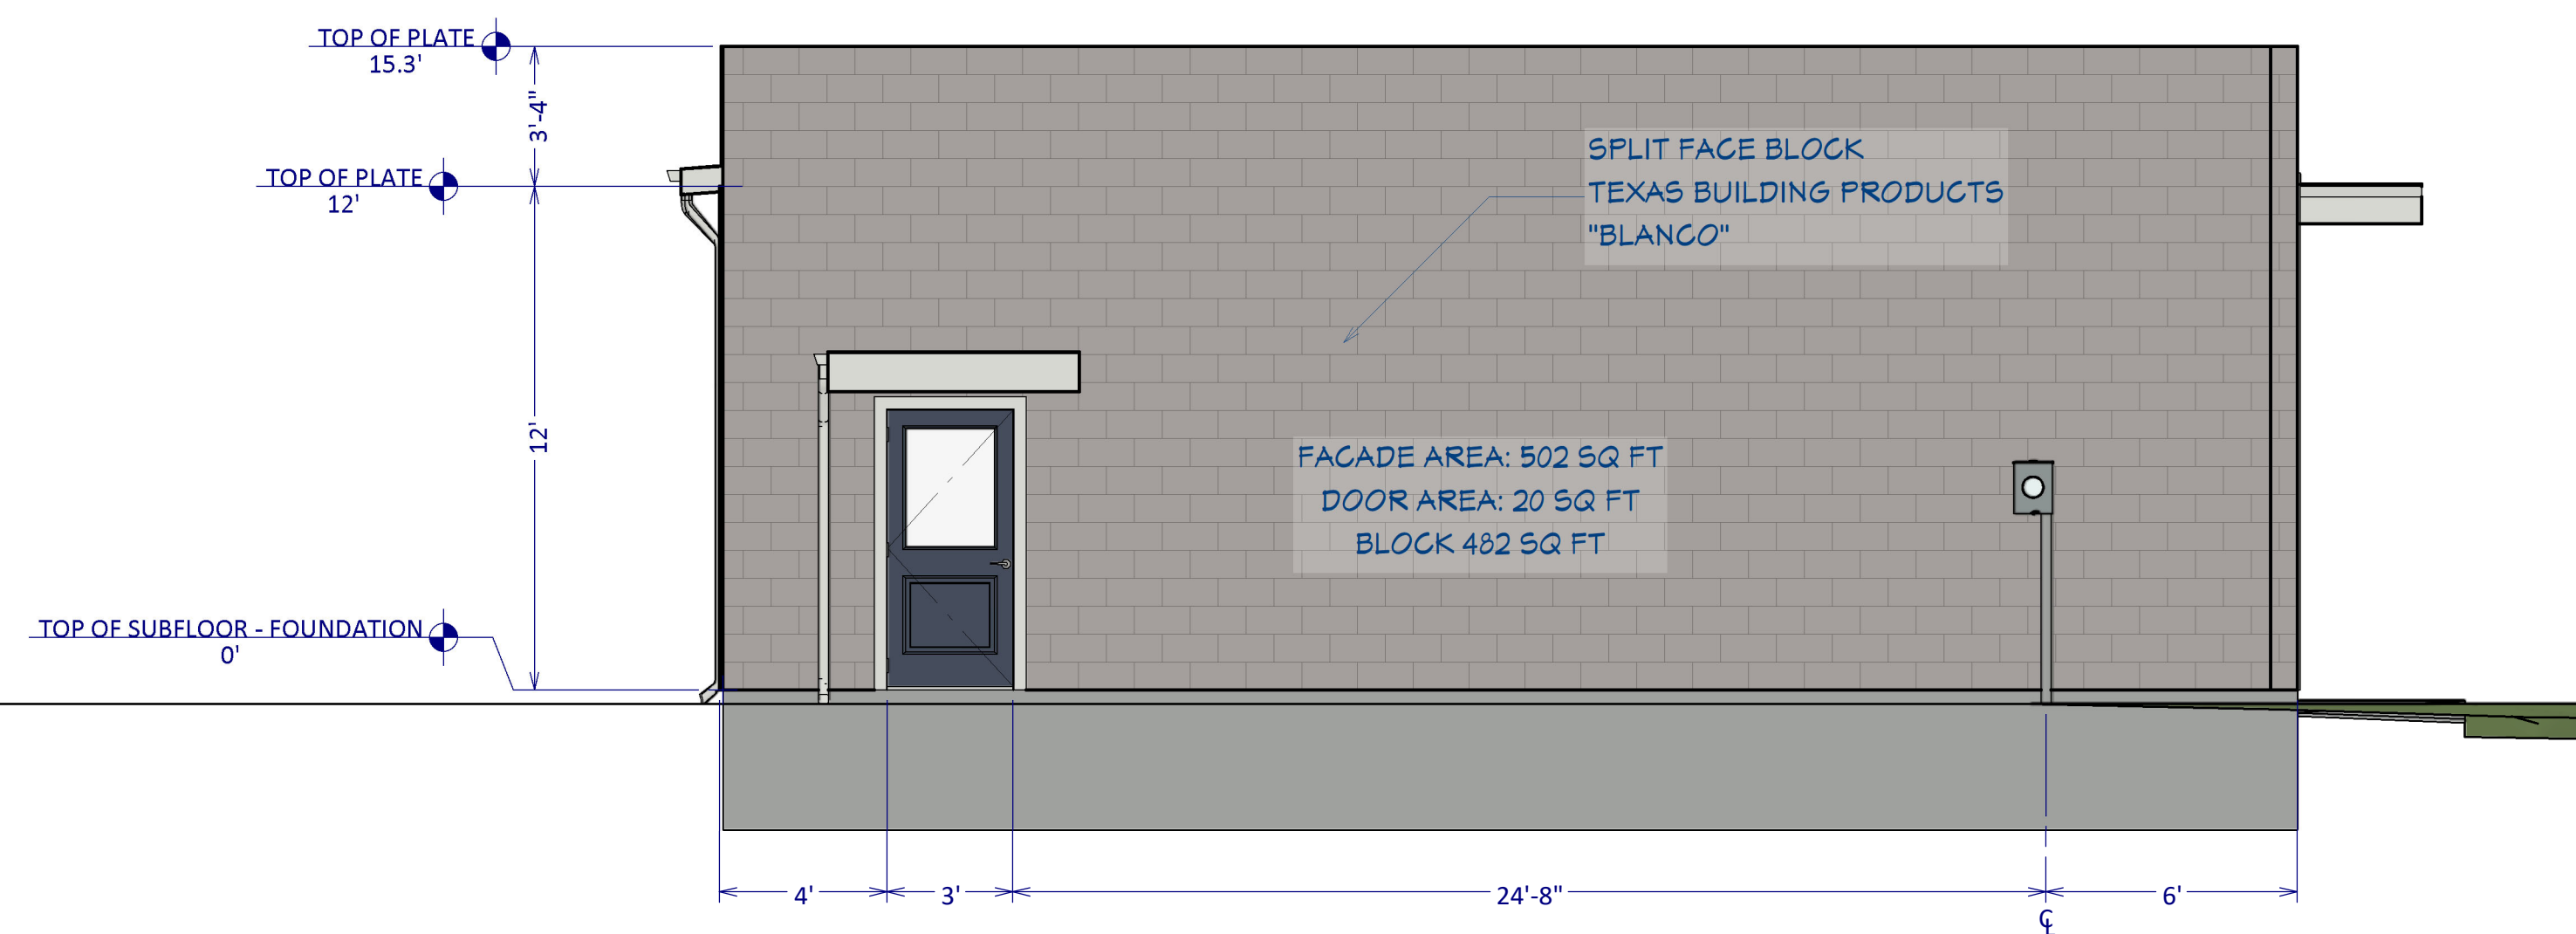 TOP OF PLATE
15.3'
3'-4"
TOP OF PLATE
12'
12'
TOP OF SUBFLOOR - FOUNDATION
0'
SPLIT FACE BLOCK
TEXAS BUILDING PRODUCTS
"BLANCO"
FACADE AREA: 502 SQ FT
DOOR AREA: 20 SQ FT
BLOCK 482 SQ FT
4'
3'
24'-8"
6'
℄